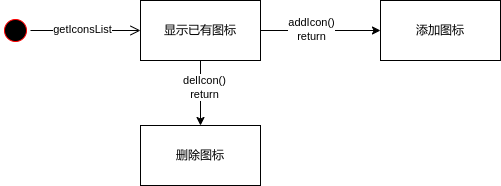 getIconsList
显示已有图标
addIcon()
return
添加图标
delIcon()
return
删除图标